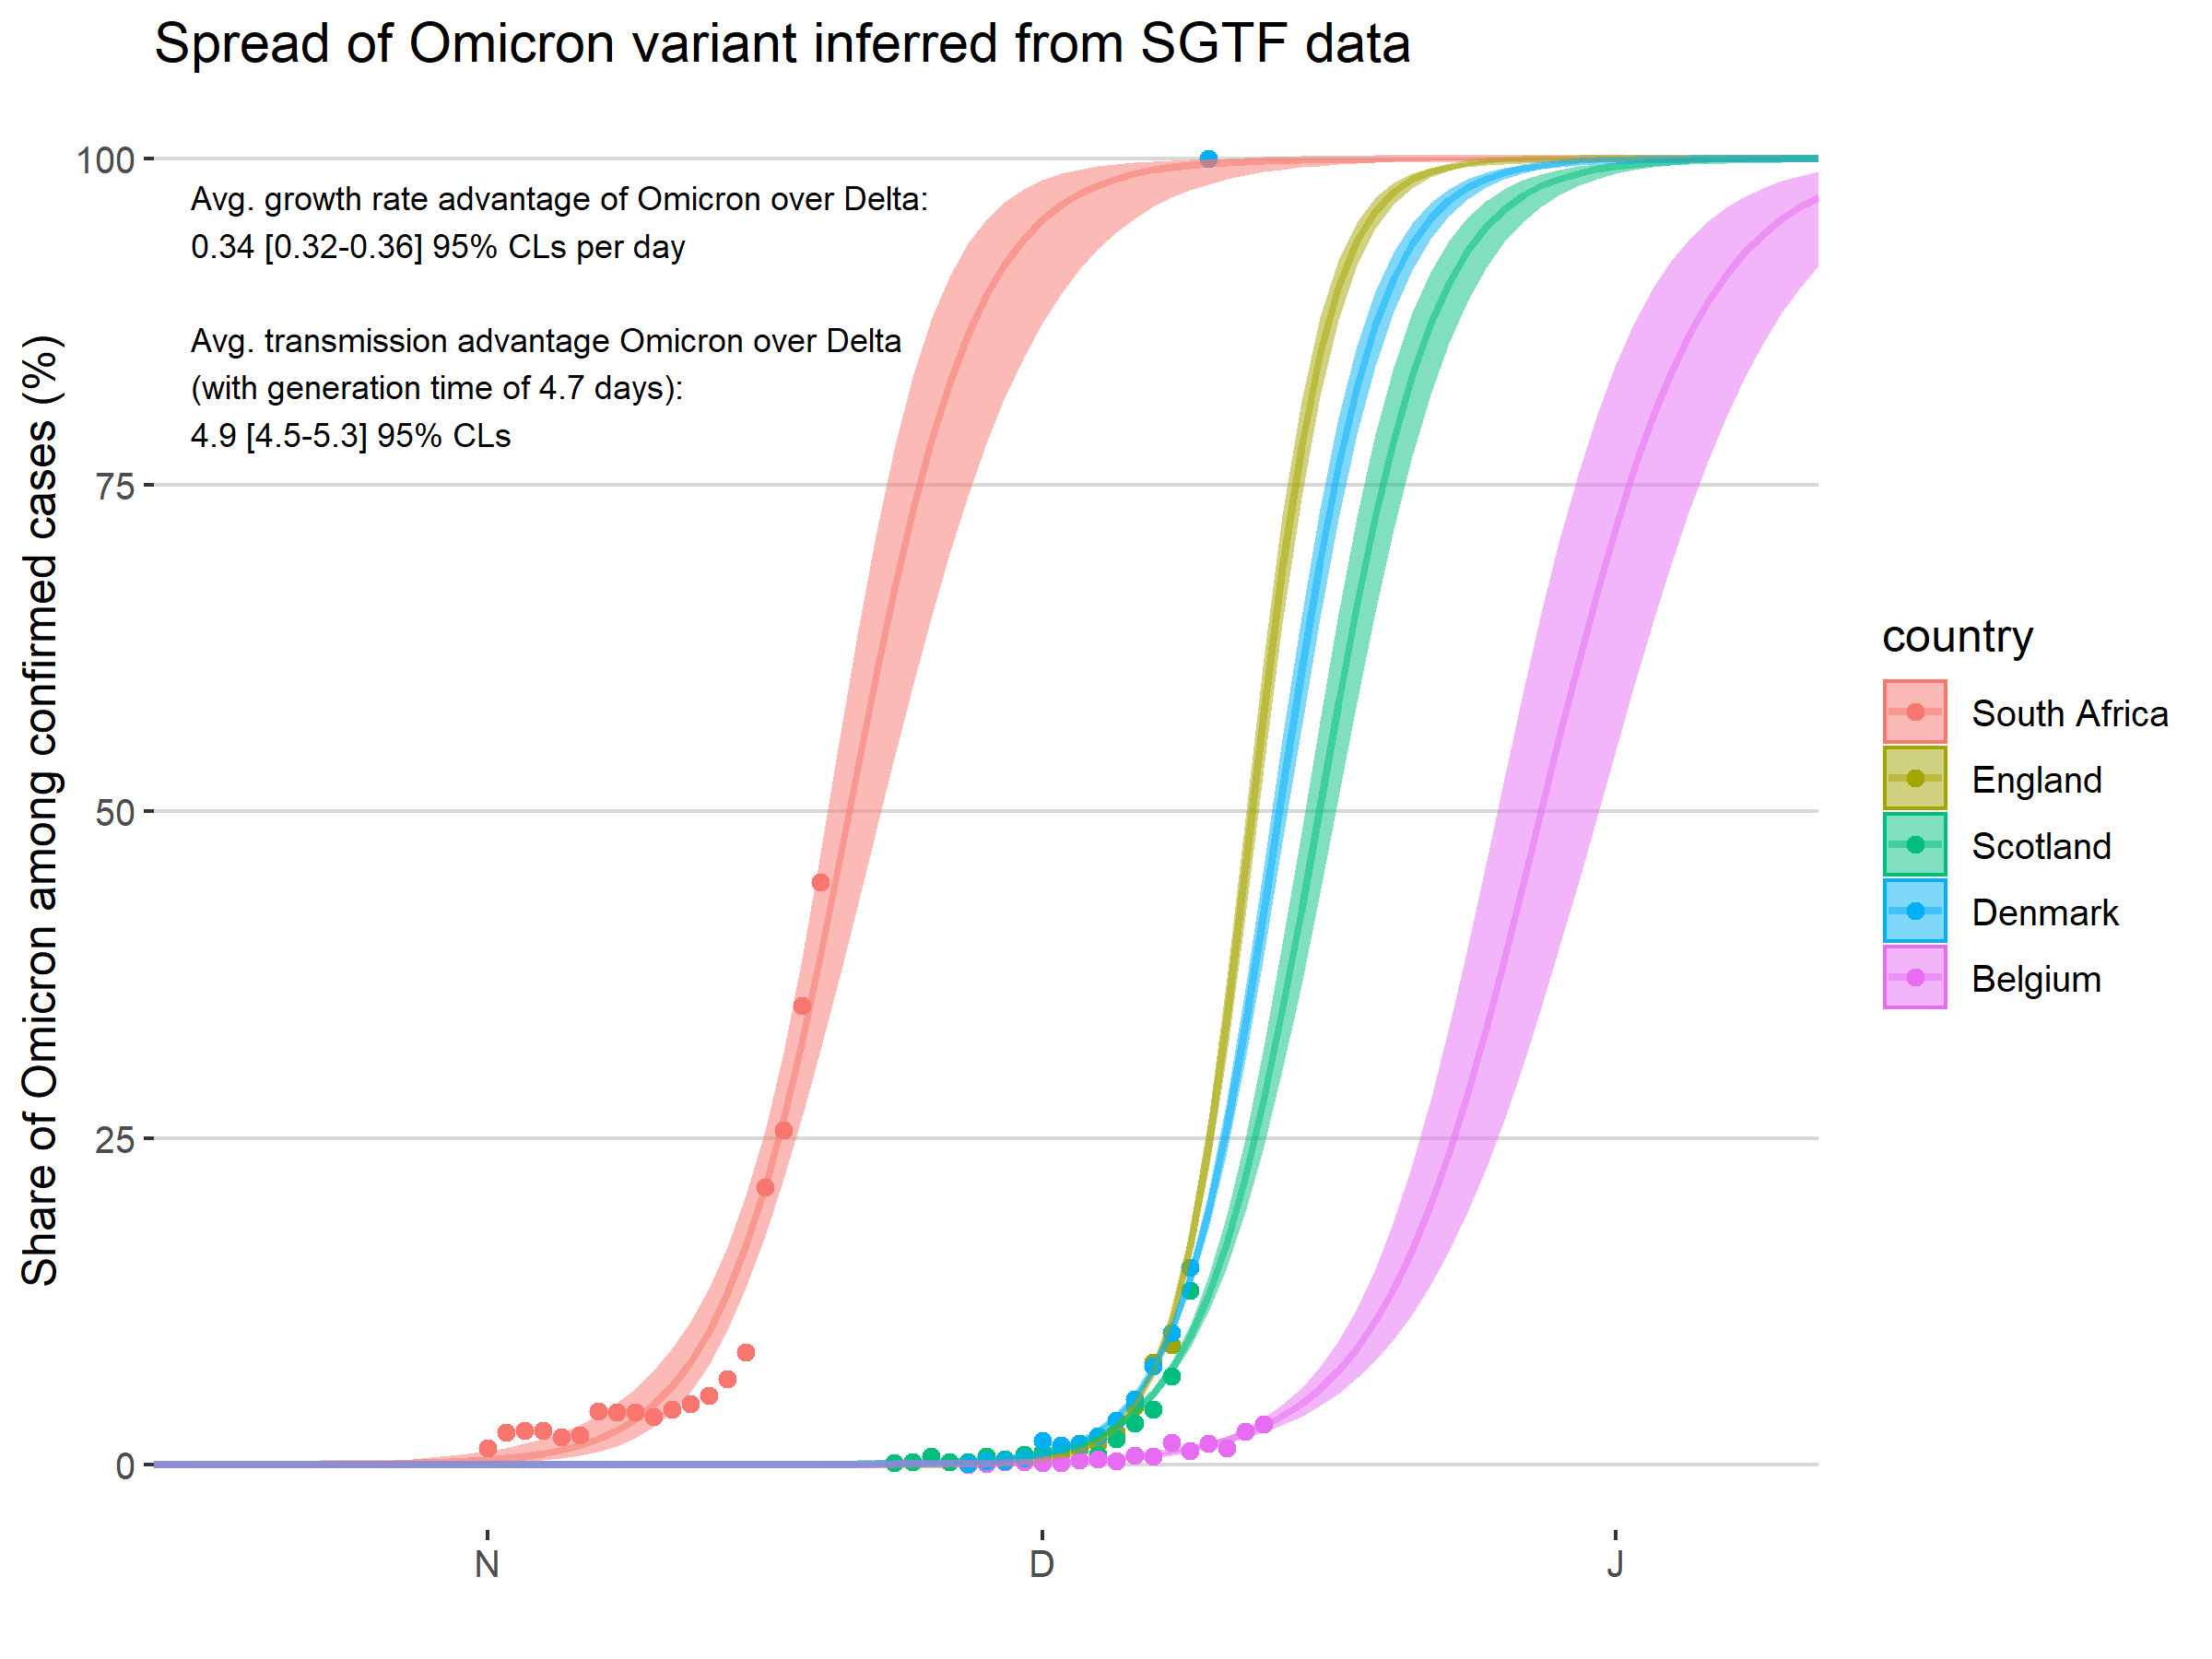 Spread of Omicron variant inferred from SGTF data
Share of Omicron among confirmed cases (%)
100
75
50
25
0
Avg. growth rate advantage of Omicron over Delta:
0.34 [0.32-0.36] 95% CLs per day
Avg. transmission advantage Omicron over Delta
(with generation time of 4.7 days):
4.9 [4.5-5.3] 95% CLs
N
D
J
country
South Africa
England
Scotland
Denmark
Belgium